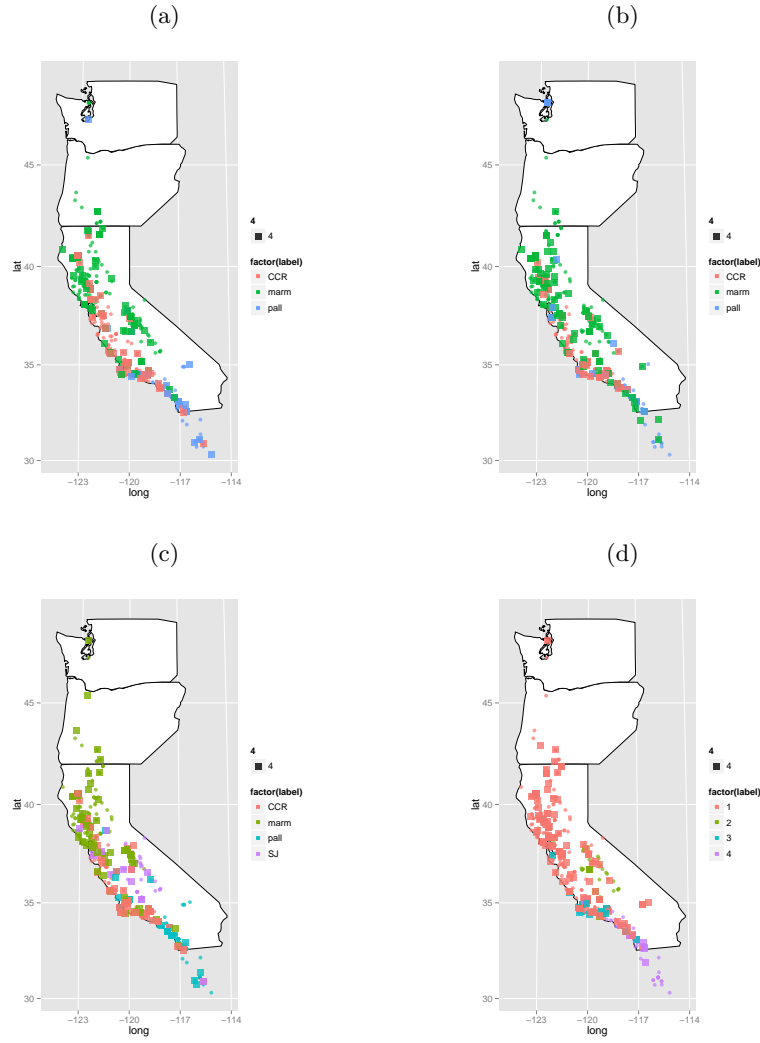 (a)
(b)
45
40
35
30
lat
−123
−120
−117
−114
long
4
4
factor(label)
CCR
marm
pall
45
40
35
30
lat
−123
−120
−117
−114
long
4
4
factor(label)
CCR
marm
pall
(c)
(d)
45
40
35
30
lat
−123
−120
−117
−114
long
4
4
factor(label)
CCR
marm
pall
SJ
45
40
35
30
lat
−123
−120
−117
−114
long
4
4
factor(label)
1
2
3
4